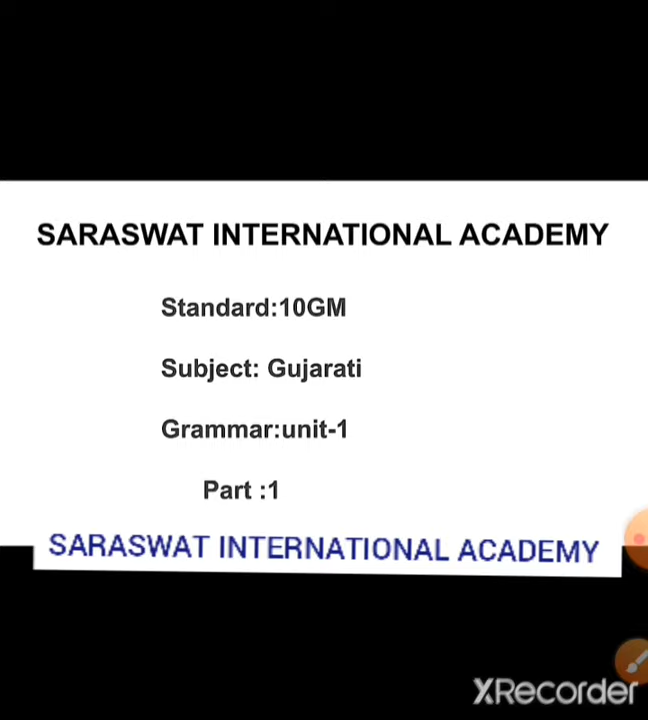 SARASWAT INTERNATIONAL ACADEMY
Standard:10GM
Subject: Gujarati
Grammar:unit-1
Part :1
SARASWAT INTERNATIONAL ACADEMY
XRecorder